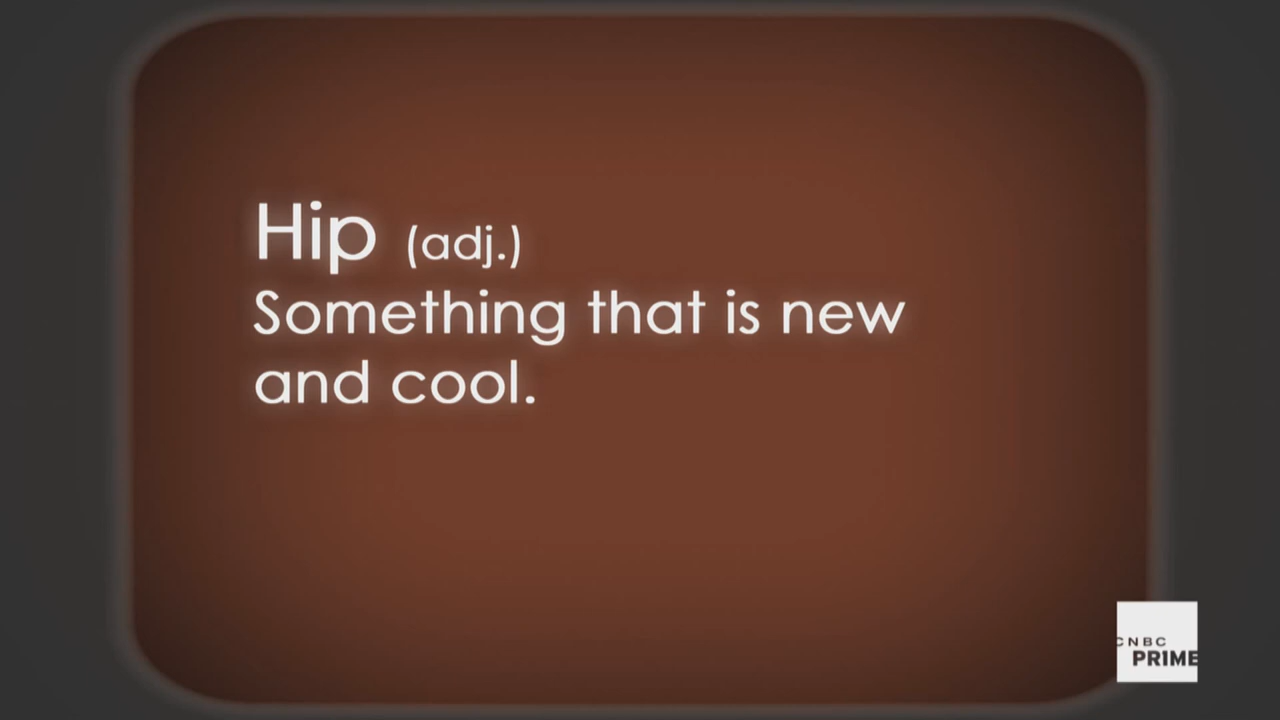 Hip (adj.)
Something that is new
and cool.
CNBC
PRIME